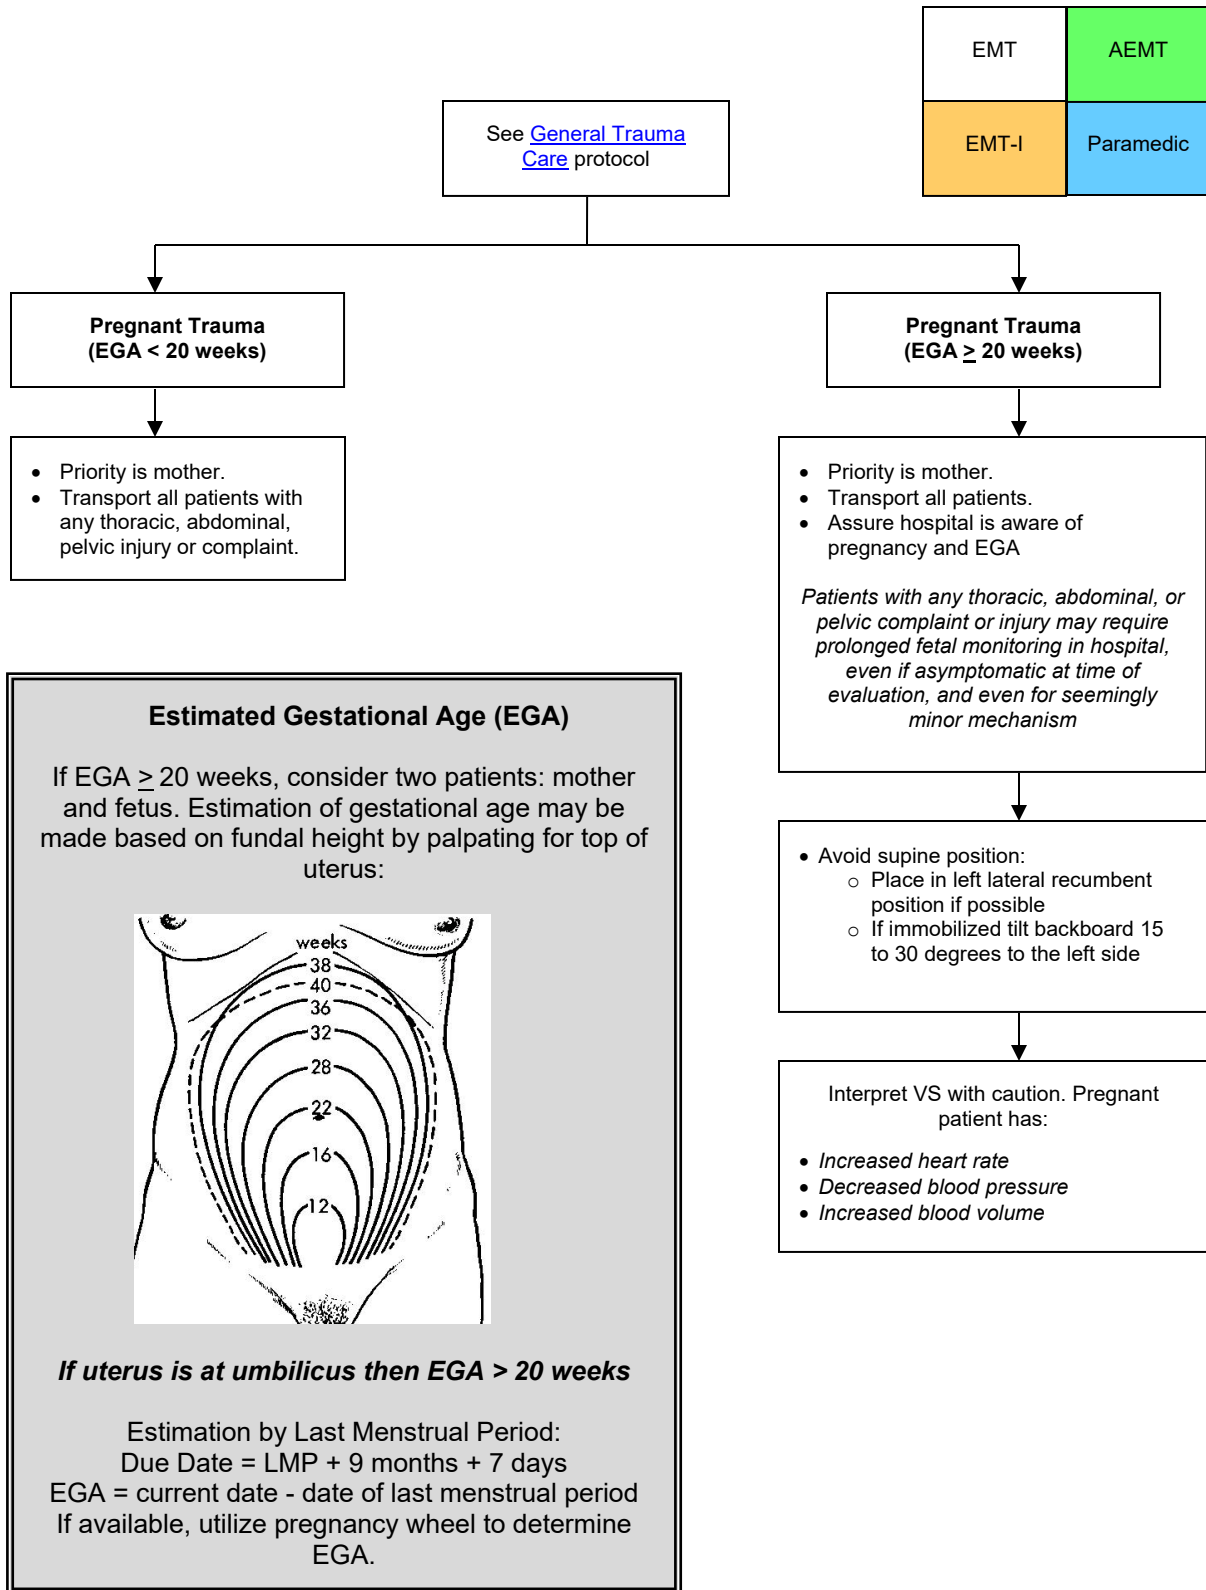 EMT
AEMT
EMT-I
Paramedic
See General Trauma
Care protocol
Pregnant Trauma
(EGA < 20 weeks)
Pregnant Trauma
(EGA ≥ 20 weeks)
• Priority is mother.
• Transport all patients with
any thoracic, abdominal,
pelvic injury or complaint.
• Priority is mother.
• Transport all patients.
• Assure hospital is aware of
pregnancy and EGA
Patients with any thoracic, abdominal, or
pelvic complaint or injury may require
prolonged fetal monitoring in hospital,
even if asymptomatic at time of
evaluation, and even for seemingly
minor mechanism
• Avoid supine position:
o Place in left lateral recumbent
position if possible
o If immobilized tilt backboard 15
to 30 degrees to the left side
Interpret VS with caution. Pregnant
patient has:
• Increased heart rate
• Decreased blood pressure
• Increased blood volume
Estimated Gestational Age (EGA)
If EGA ≥ 20 weeks, consider two patients: mother
and fetus. Estimation of gestational age may be
made based on fundal height by palpating for top of
uterus:
weeks
38
40
36
32
28
22
16
12
If uterus is at umbilicus then EGA > 20 weeks
Estimation by Last Menstrual Period:
Due Date = LMP + 9 months + 7 days
EGA = current date - date of last menstrual period
If available, utilize pregnancy wheel to determine
EGA.